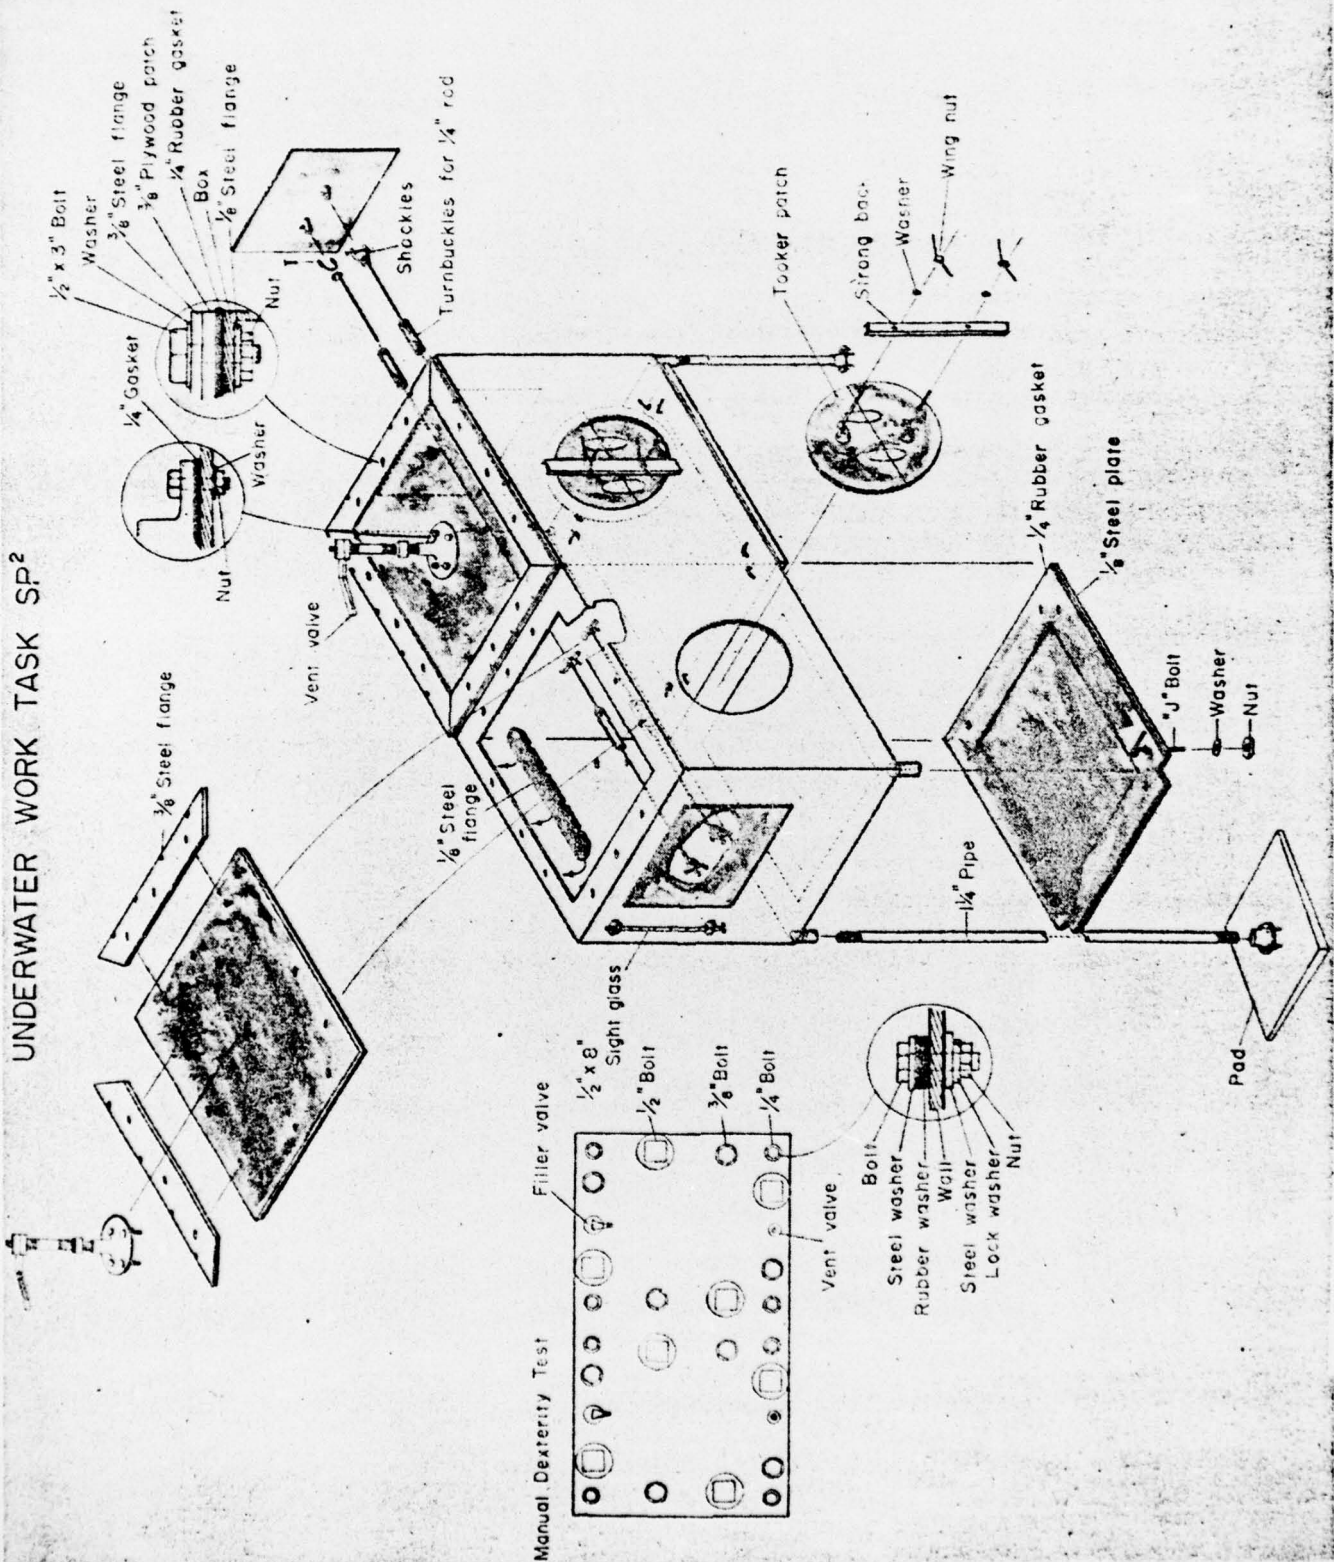 UNDERWATER WORK TASK SP²
½" x 3" Bolt
Washer
⅜" Steel flange
⅜" Plywood patch
¼" Rubber gasket
Box
⅛" Steel flange
Nut
¼" Gasket
Washer
Nut
Vent valve
Shackles
Turnbuckles for ¼" rod
⅜" Steel flange
⅛" Steel
flange
Tooker patch
Strong bac-
Washer
Wing nut
¼" Rubber gasket
⅛" Steel plate
"J" Bolt
Washer
Nut
1¼" Pipe
Pad
Sight glass
Manual Dexterity Test
Filler valve
½" x 8"
½" Bolt
⅜" Bolt
¼" Bolt
Vent valve
Bolt
Steel washer
Rubber washer
Wall
Steel washer
Lock washer
Nut